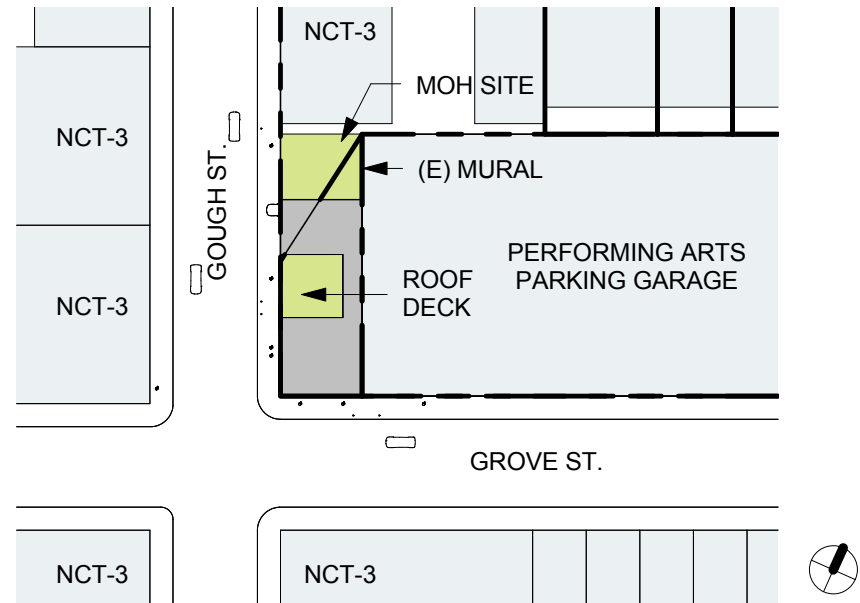 NCT-3
MOH SITE
NCT-3
(E) MURAL
GOUGH ST.
PERFORMING ARTS
PARKING GARAGE
ROOF
DECK
NCT-3
GROVE ST.
NCT-3
NCT-3